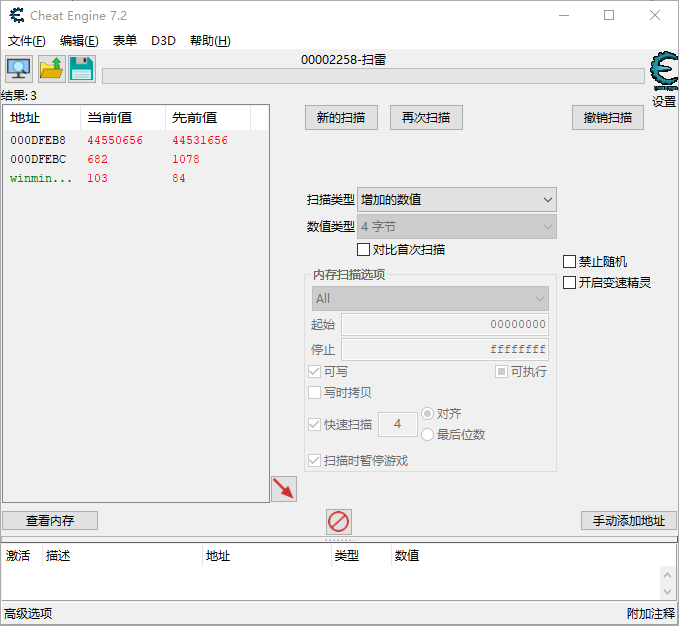 Cheat Engine 7.2
文件(F) 编辑(E) 表单 D3D 帮助(H)
00002258-扫雷
设置
结果: 3
地址 当前值 先前值
000DFEB8 44550656 44531656
000DFEBC 682 1078
winmin... 103 84
新的扫描 再次扫描 撤销扫描
扫描类型 增加的数值
数值类型 4 字节
对比首次扫描
禁止随机
开启变速精灵
内存扫描选项
All
起始 00000000
停止 ffffffff
可写 可执行
写时拷贝
快速扫描 4 对齐
最后位数
扫描时暂停游戏
查看内存 手动添加地址
激活 描述 地址 类型 数值
高级选项 附加注释